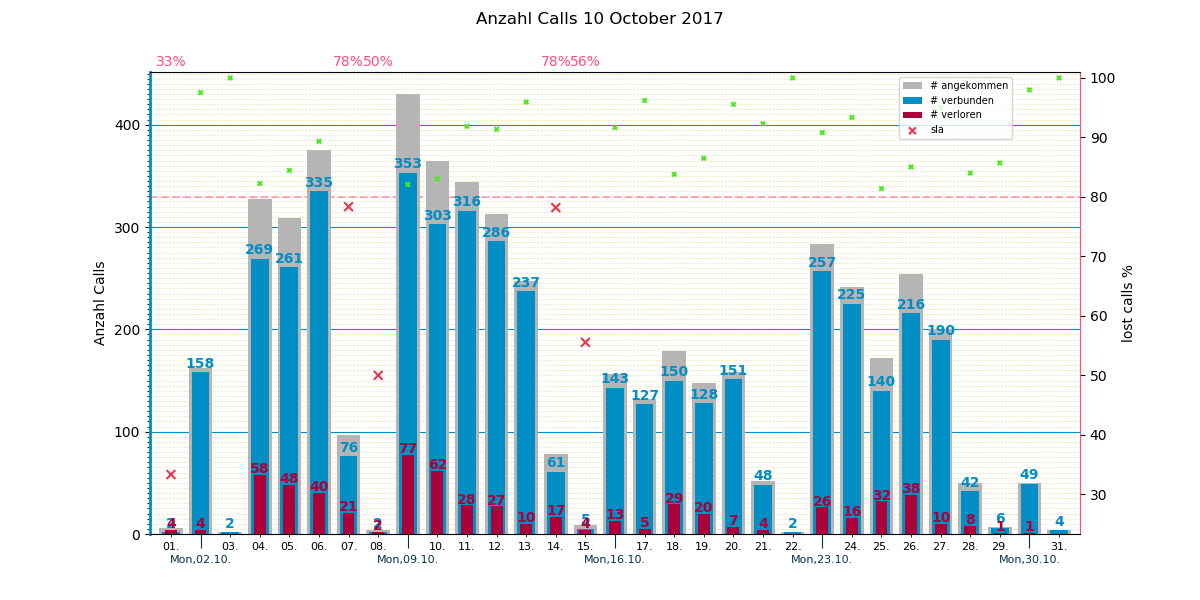 Anzahl Calls 10 October 2017
33% 78% 50% 78% 56%
# angekommen
# verbunden
# verloren
sla
Anzahl Calls
400
300
200
100
0
lost calls %
100
90
80
70
60
50
40
30
2 158 2 269 261 335 76 2 353 303 316 286 237 61 5 143 127 150 128 151 48 2 257 225 140 216 190 42 6 49 4
4 4 58 48 40 21 2 77 62 28 27 10 17 4 13 5 29 20 7 4 26 16 32 38 10 8 1 1
01. 03. 04. 05. 06. 07. 08. 10. 11. 12. 13. 14. 15. 17. 18. 19. 20. 21. 22. 24. 25. 26. 27. 28. 29. 31.
Mon,02.10. Mon,09.10. Mon,16.10. Mon,23.10. Mon,30.10.